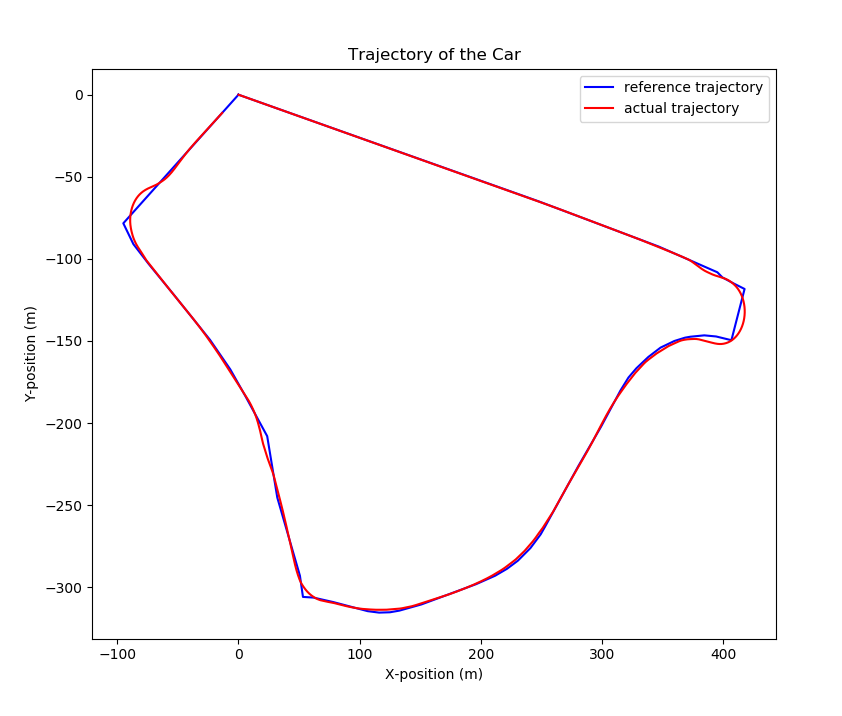 Trajectory of the Car
reference trajectory
actual trajectory
0
−50
−100
−150
−200
−250
−300
Y-position (m)
−100 0 100 200 300 400
X-position (m)